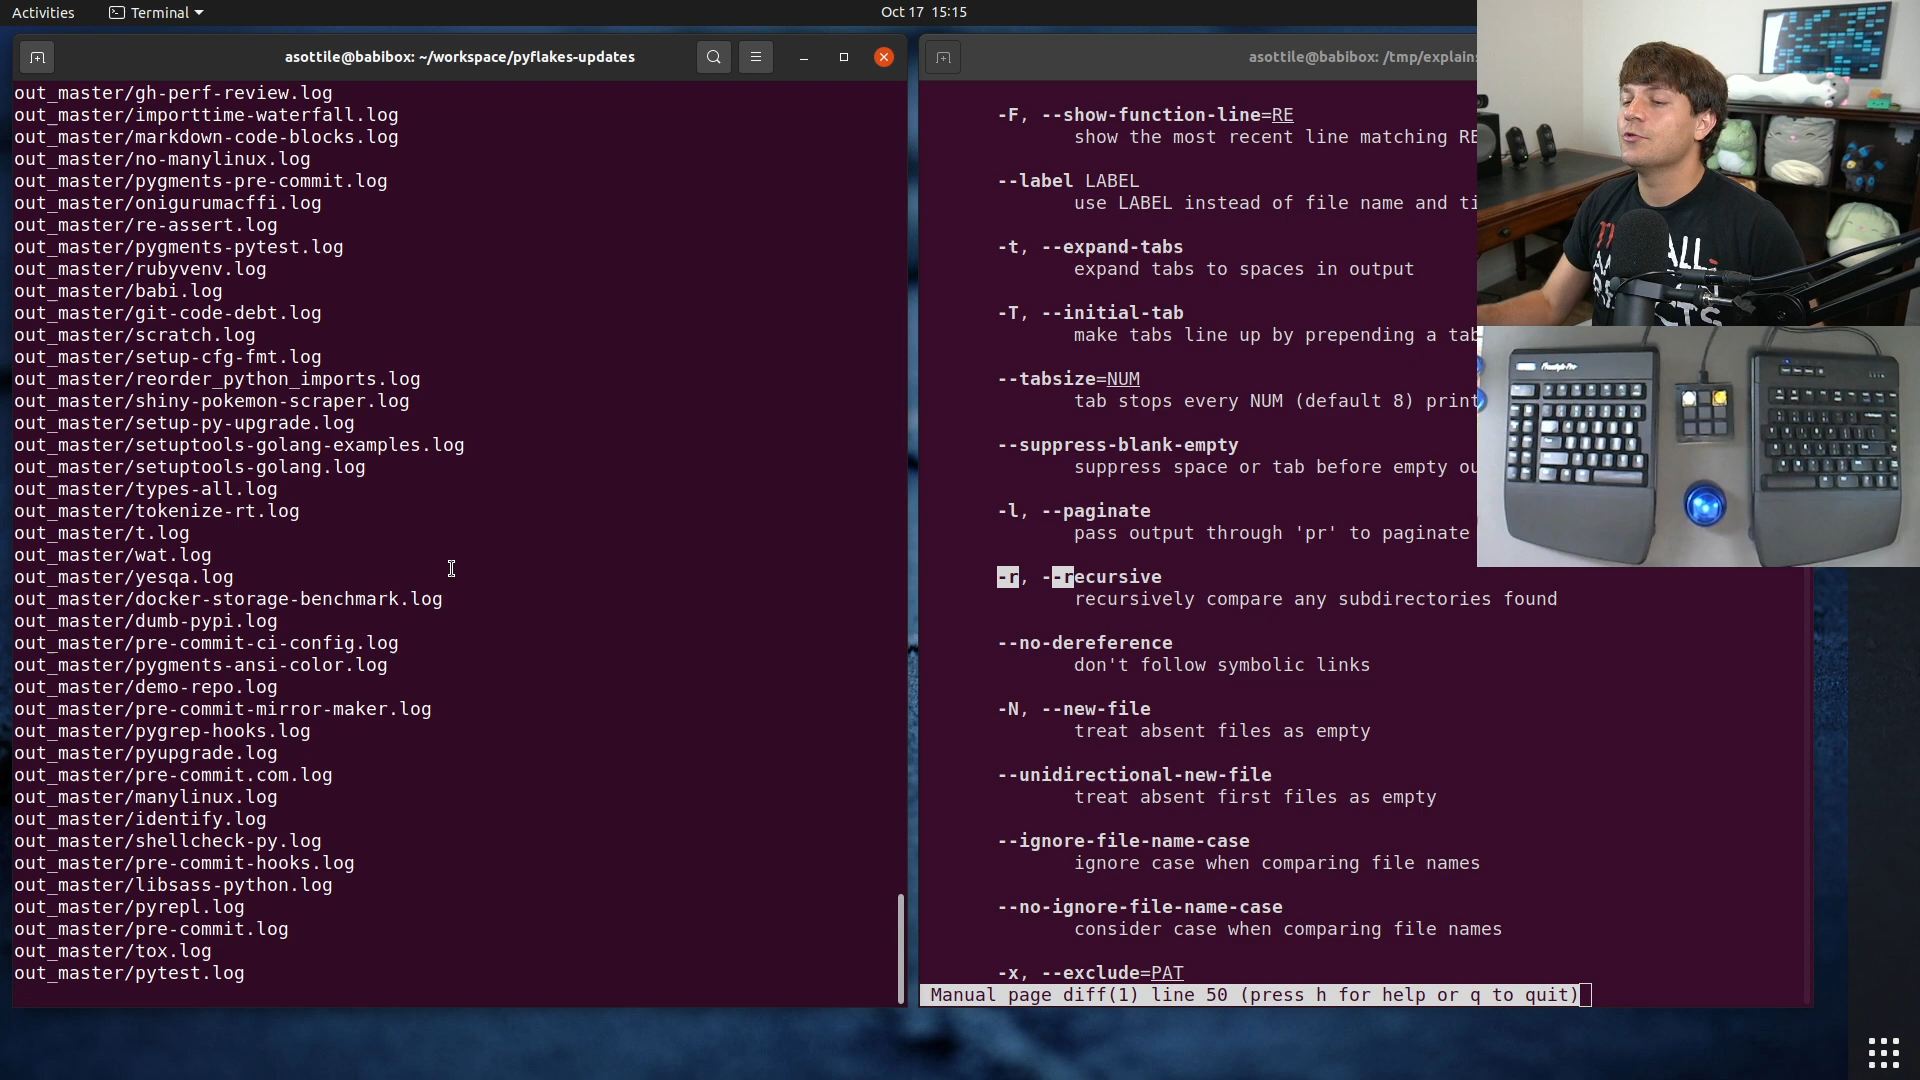 Activities
Terminal
Oct 17 15:15
asottile@babibox: ~/workspace/pyflakes-updates
out_master/gh-perf-review.log
out_master/importtime-waterfall.log
out_master/markdown-code-blocks.log
out_master/no-manylinux.log
out_master/pygments-pre-commit.log
out_master/onigurumacffi.log
out_master/re-assert.log
out_master/pygments-pytest.log
out_master/rubyvenv.log
out_master/babi.log
out_master/git-code-debt.log
out_master/scratch.log
out_master/setup-cfg-fmt.log
out_master/reorder_python_imports.log
out_master/shiny-pokemon-scraper.log
out_master/setup-py-upgrade.log
out_master/setuptools-golang-examples.log
out_master/setuptools-golang.log
out_master/types-all.log
out_master/tokenize-rt.log
out_master/t.log
out_master/wat.log
out_master/yesqa.log
out_master/docker-storage-benchmark.log
out_master/dumb-pypi.log
out_master/pre-commit-ci-config.log
out_master/pygments-ansi-color.log
out_master/demo-repo.log
out_master/pre-commit-mirror-maker.log
out_master/pygrep-hooks.log
out_master/pyupgrade.log
out_master/pre-commit.com.log
out_master/manylinux.log
out_master/identify.log
out_master/shellcheck-py.log
out_master/pre-commit-hooks.log
out_master/libsass-python.log
out_master/pyrepl.log
out_master/pre-commit.log
out_master/tox.log
out_master/pytest.log
asottile@babibox: /tmp/explains
-F, --show-function-line=RE
show the most recent line matching RE
--label LABEL
use LABEL instead of file name and ti
-t, --expand-tabs
expand tabs to spaces in output
-T, --initial-tab
make tabs line up by prepending a tab
--tabsize=NUM
tab stops every NUM (default 8) print
--suppress-blank-empty
suppress space or tab before empty ou
-l, --paginate
pass output through 'pr' to paginate
-r, --recursive
recursively compare any subdirectories found
--no-dereference
don't follow symbolic links
-N, --new-file
treat absent files as empty
--unidirectional-new-file
treat absent first files as empty
--ignore-file-name-case
ignore case when comparing file names
--no-ignore-file-name-case
consider case when comparing file names
-x, --exclude=PAT
Manual page diff(1) line 50 (press h for help or q to quit)
Freestyle Pro